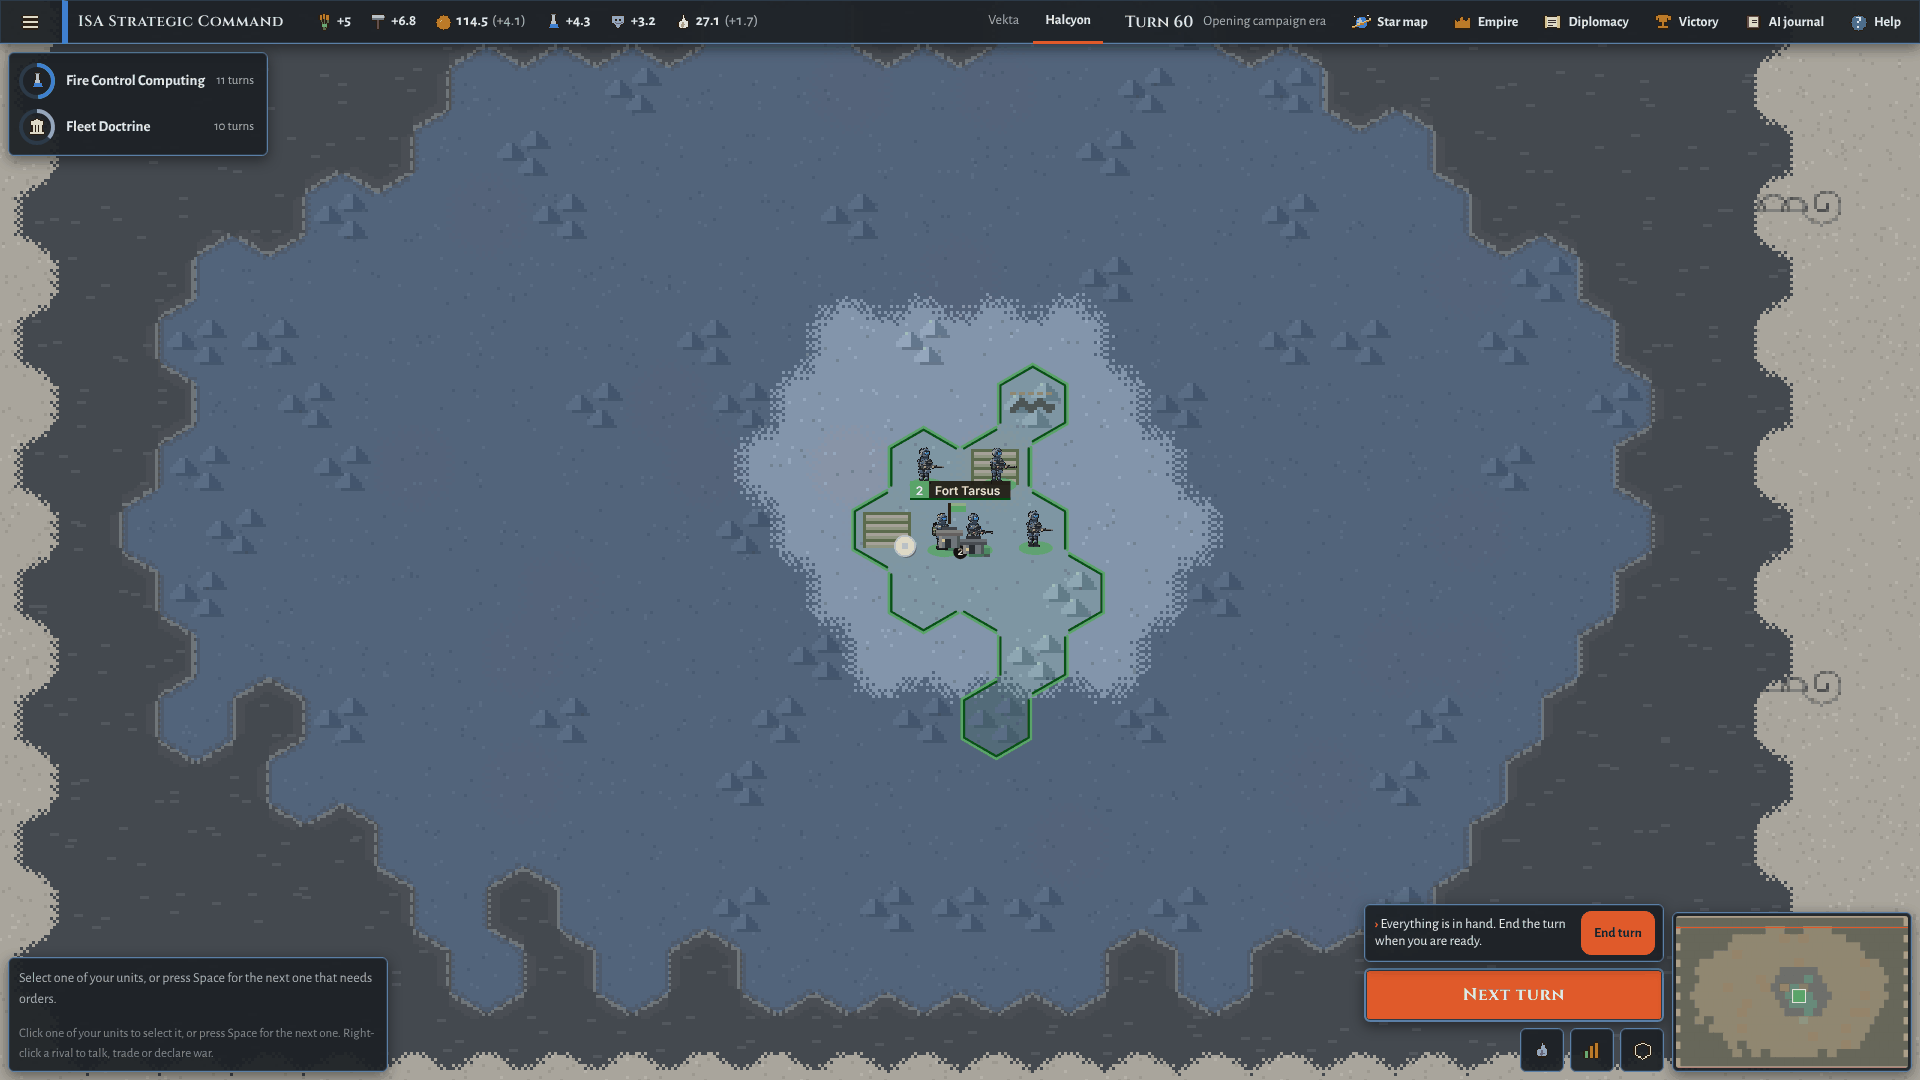 ISA Strategic Command
+5
+6.8
114.5 (+4.1)
+4.3
+3.2
27.1 (+1.7)
Vekta
Halcyon
Turn 60
Opening campaign era
Star map
Empire
Diplomacy
Victory
AI journal
Help
Fire Control Computing 11 turns
Fleet Doctrine 10 turns
2 Fort Tarsus
2
› Everything is in hand. End the turn
when you are ready.
End turn
Next turn
Select one of your units, or press Space for the next one that needs
orders.
Click one of your units to select it, or press Space for the next one. Right-
click a rival to talk, trade or declare war.